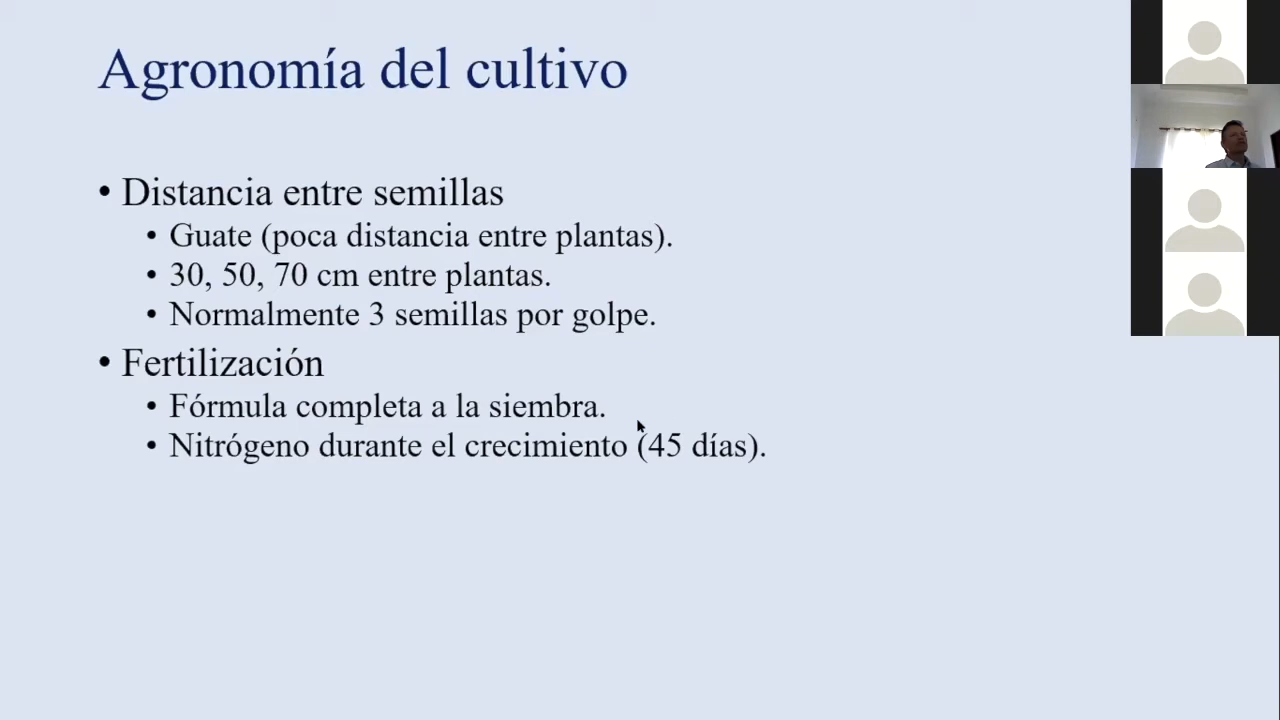 Agronomía del cultivo
• Distancia entre semillas
• Guate (poca distancia entre plantas).
• 30, 50, 70 cm entre plantas.
• Normalmente 3 semillas por golpe.
• Fertilización
• Fórmula completa a la siembra.
• Nitrógeno durante el crecimiento (45 días).